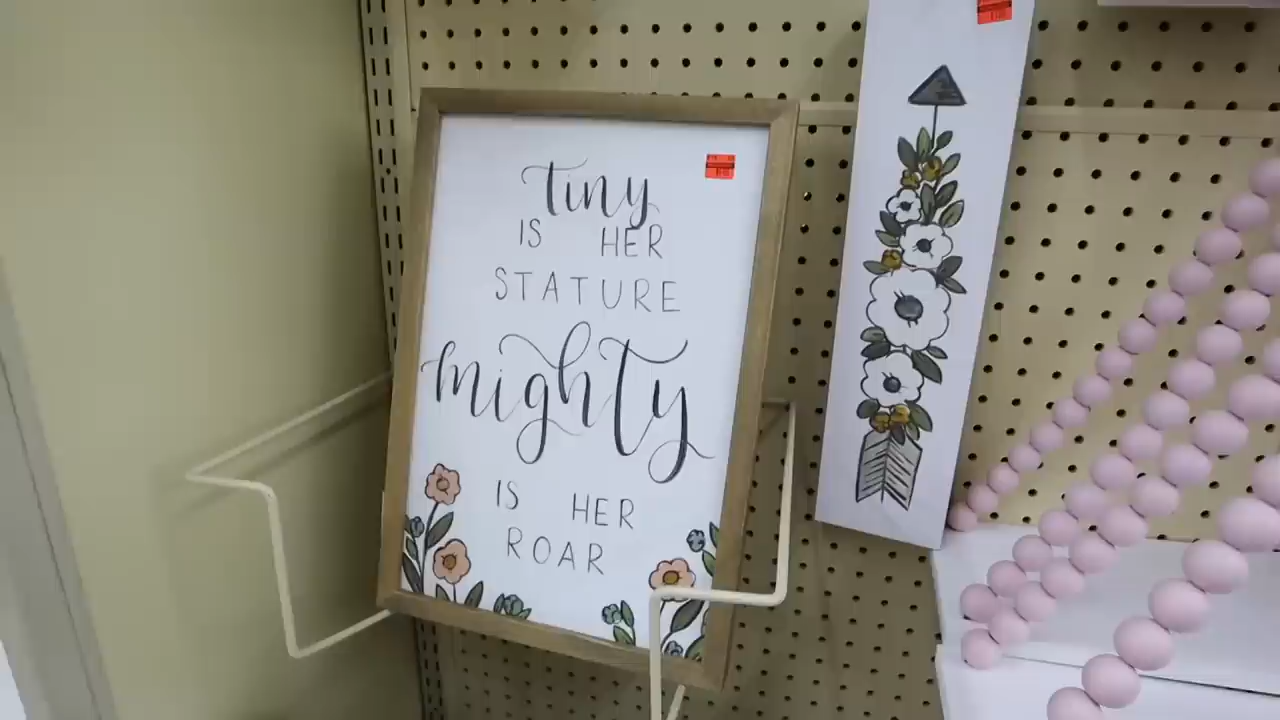 tiny
IS HER
STATURE
mighty
IS HER
ROAR